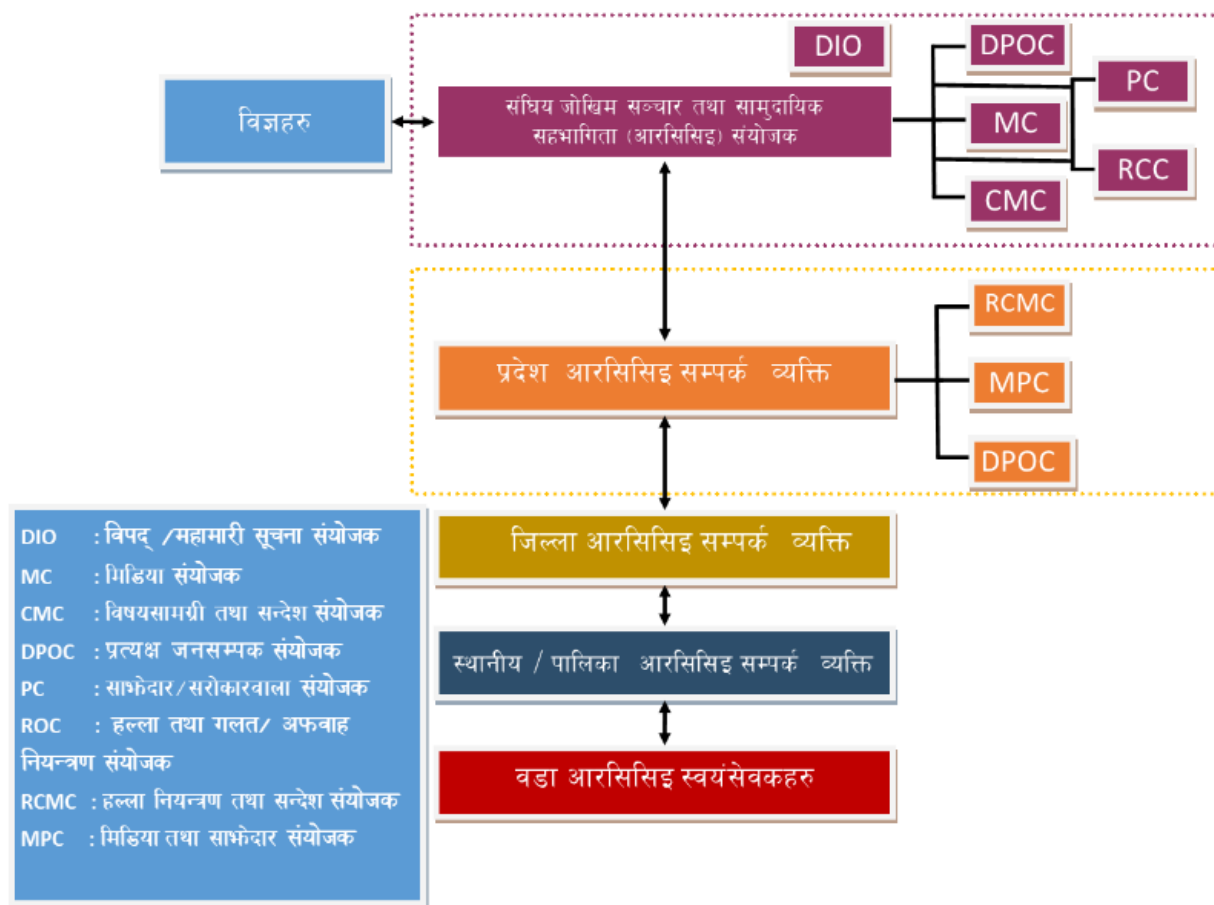 DIO
DPOC
PC
विज्ञहरु
संघिय जोखिम सञ्चार तथा सामुदायिक
सहभागिता (आरसिसिइ) संयोजक
MC
RCC
CMC
RCMC
प्रदेश आरसिसिइ सम्पर्क व्यक्ति
MPC
DPOC
जिल्ला आरसिसिइ सम्पर्क व्यक्ति
स्थानीय / पालिका आरसिसिइ सम्पर्क व्यक्ति
वडा आरसिसिइ स्वयंसेवकहरु
DIO : विपद् /महामारी सूचना संयोजक
MC : मिडिया संयोजक
CMC : विषयसामग्री तथा सन्देश संयोजक
DPOC : प्रत्यक्ष जनसम्पक संयोजक
PC : साझेदार/सरोकारवाला संयोजक
ROC : हल्ला तथा गलत/ अफवाह
नियन्त्रण संयोजक
RCMC : हल्ला नियन्त्रण तथा सन्देश संयोजक
MPC : मिडिया तथा साझेदार संयोजक